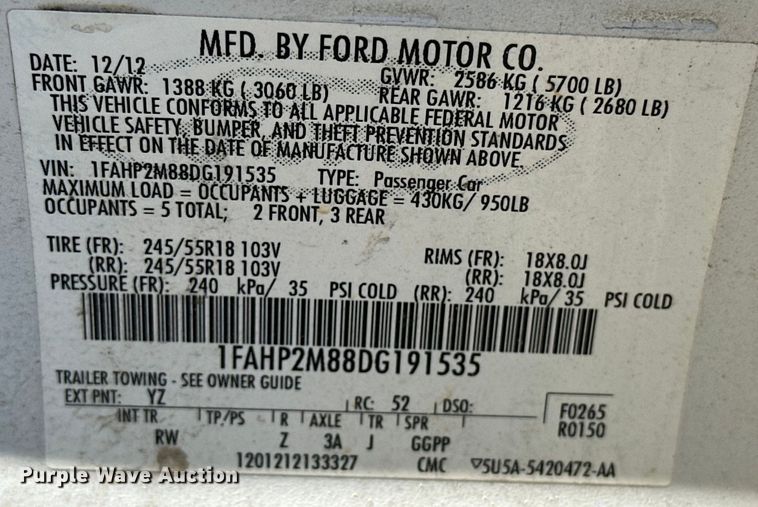 MFD. BY FORD MOTOR CO.
DATE: 12/12 GVWR: 2586 KG ( 5700 LB)
FRONT GAWR: 1388 KG ( 3060 LB) REAR GAWR: 1216 KG ( 2680 LB)
THIS VEHICLE CONFORMS TO ALL APPLICABLE FEDERAL MOTOR
VEHICLE SAFETY, BUMPER, AND THEFT PREVENTION STANDARDS
IN EFFECT ON THE DATE OF MANUFACTURE SHOWN ABOVE.
VIN: 1FAHP2M88DG191535 TYPE: Passenger Car
MAXIMUM LOAD = OCCUPANTS + LUGGAGE = 430KG/ 950LB
OCCUPANTS = 5 TOTAL; 2 FRONT, 3 REAR
TIRE (FR): 245/55R18 103V RIMS (FR): 18X8.0J
(RR): 245/55R18 103V (RR): 18X8.0J
PRESSURE (FR): 240 kPa/ 35 PSI COLD (RR): 240 kPa/ 35 PSI COLD
1FAHP2M88DG191535
TRAILER TOWING - SEE OWNER GUIDE
EXT PNT: YZ RC: 52 DSO: F0265
INT TR TP/PS R AXLE TR SPR R0150
RW Z 3A J GGPP
1201212133327 CMC ▽5U5A-5420472-AA
Purple Wave Auction